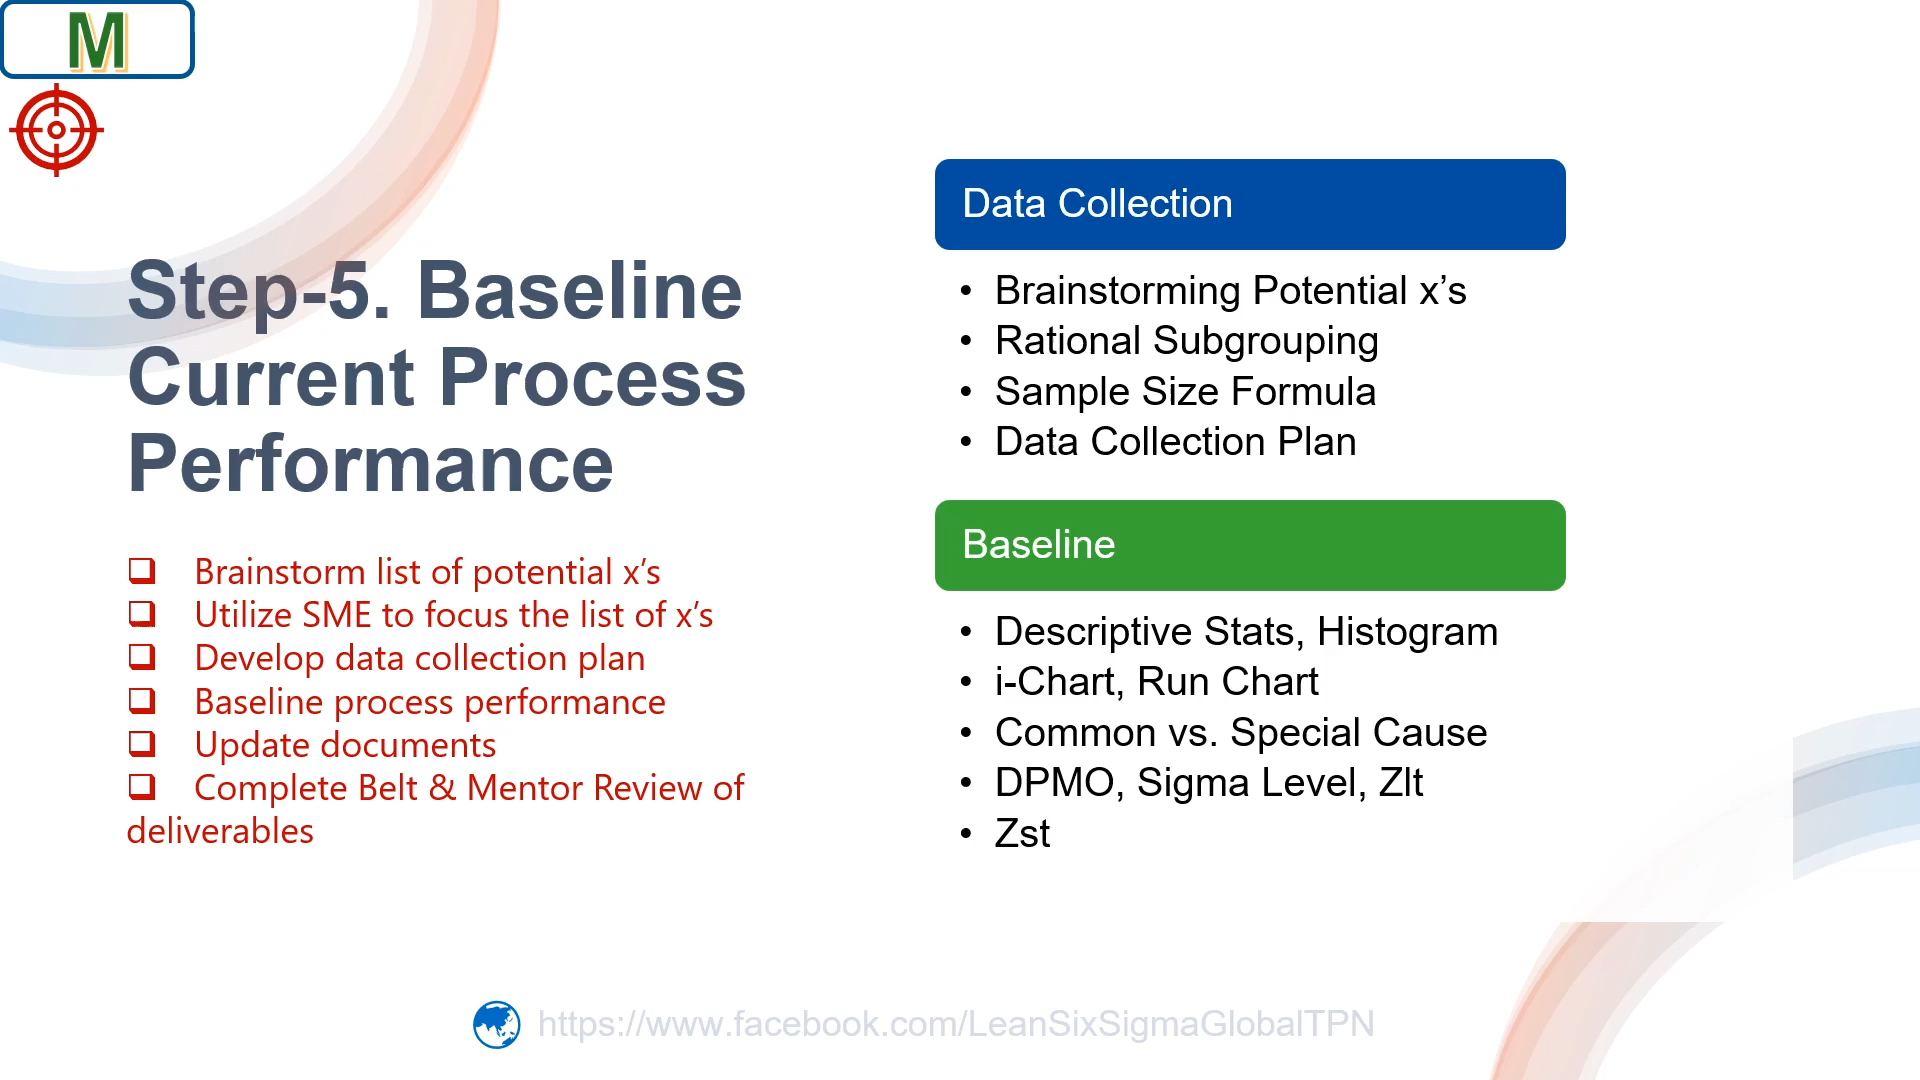 M
Step-5. Baseline
Current Process
Performance
❑ Brainstorm list of potential x’s
❑ Utilize SME to focus the list of x’s
❑ Develop data collection plan
❑ Baseline process performance
❑ Update documents
❑ Complete Belt & Mentor Review of
deliverables
Data Collection
• Brainstorming Potential x’s
• Rational Subgrouping
• Sample Size Formula
• Data Collection Plan
Baseline
• Descriptive Stats, Histogram
• i-Chart, Run Chart
• Common vs. Special Cause
• DPMO, Sigma Level, Zlt
• Zst
https://www.facebook.com/LeanSixSigmaGlobalTPN